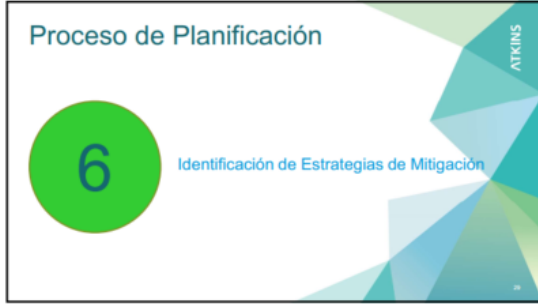 Proceso de Planificación
ATKINS
6
Identificación de Estrategias de Mitigación